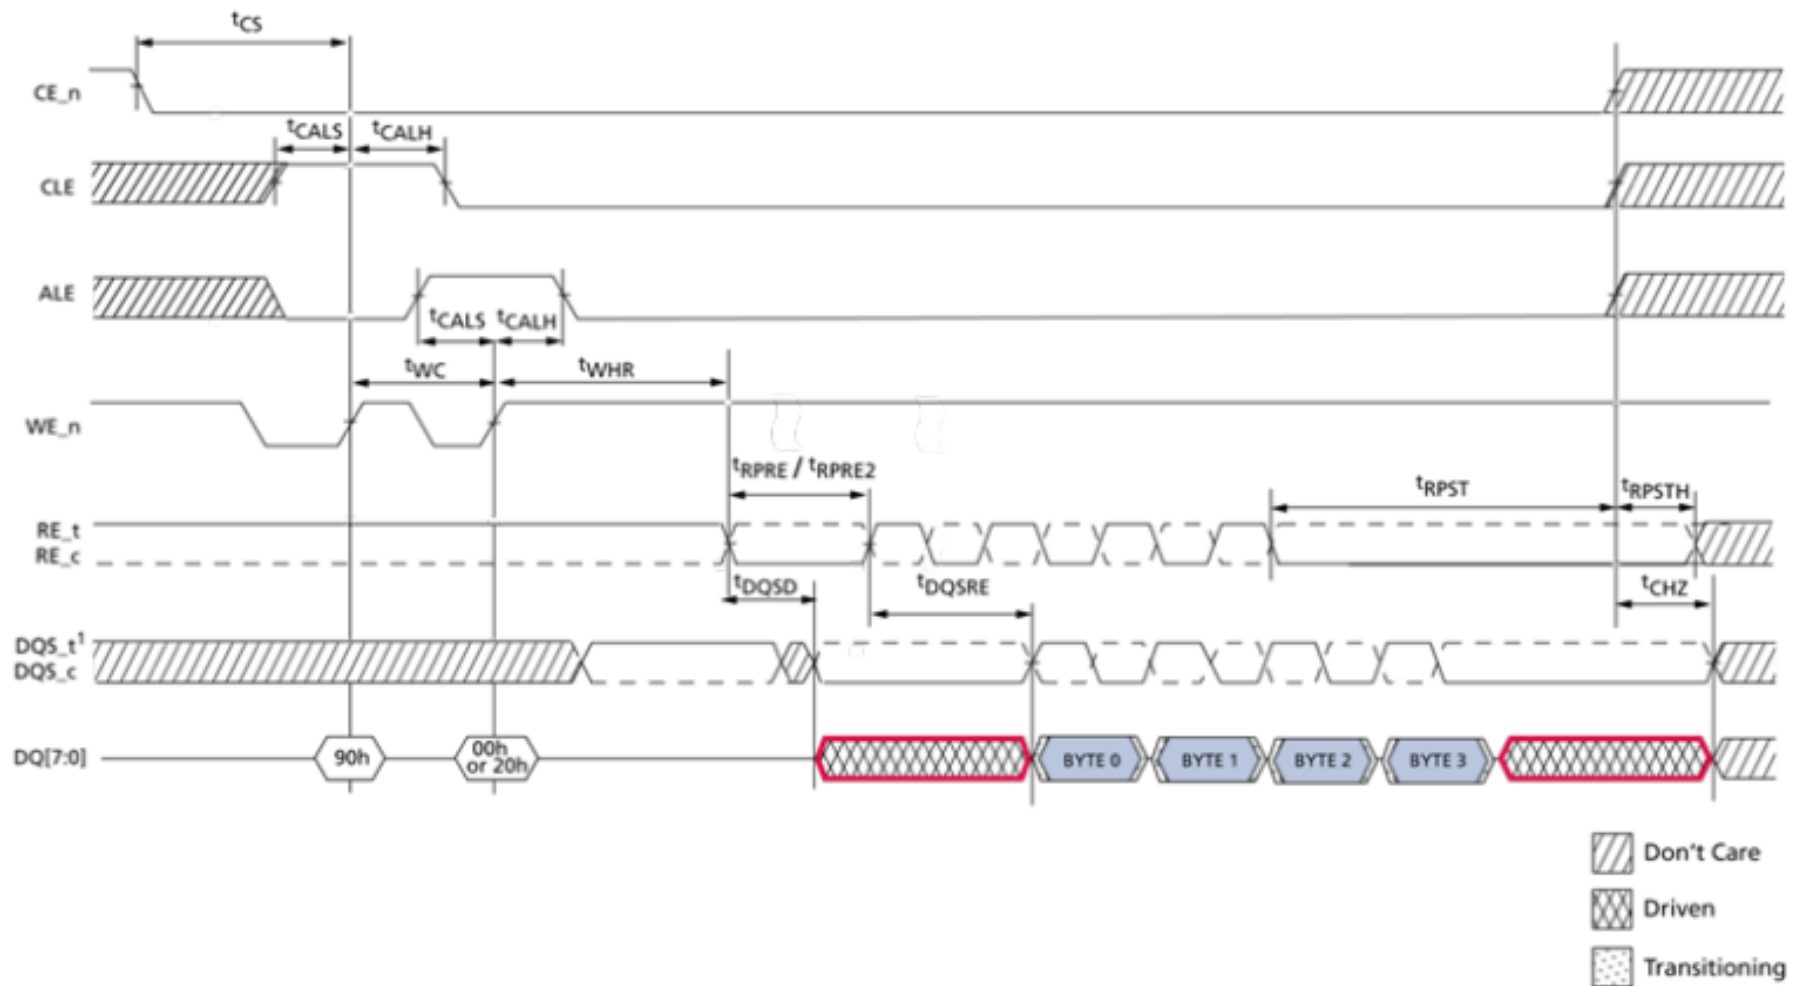 tCS
CE_n
tCALS tCALH
CLE
ALE
tCALS tCALH
tWC tWHR
WE_n
tRPRE / tRPRE2
tRPST tRPSTH
RE_t
RE_c
tDQSD tDQSRE tCHZ
DQS_t1
DQS_c
DQ[7:0] 90h 00h or 20h BYTE 0 BYTE 1 BYTE 2 BYTE 3
Don't Care
Driven
Transitioning